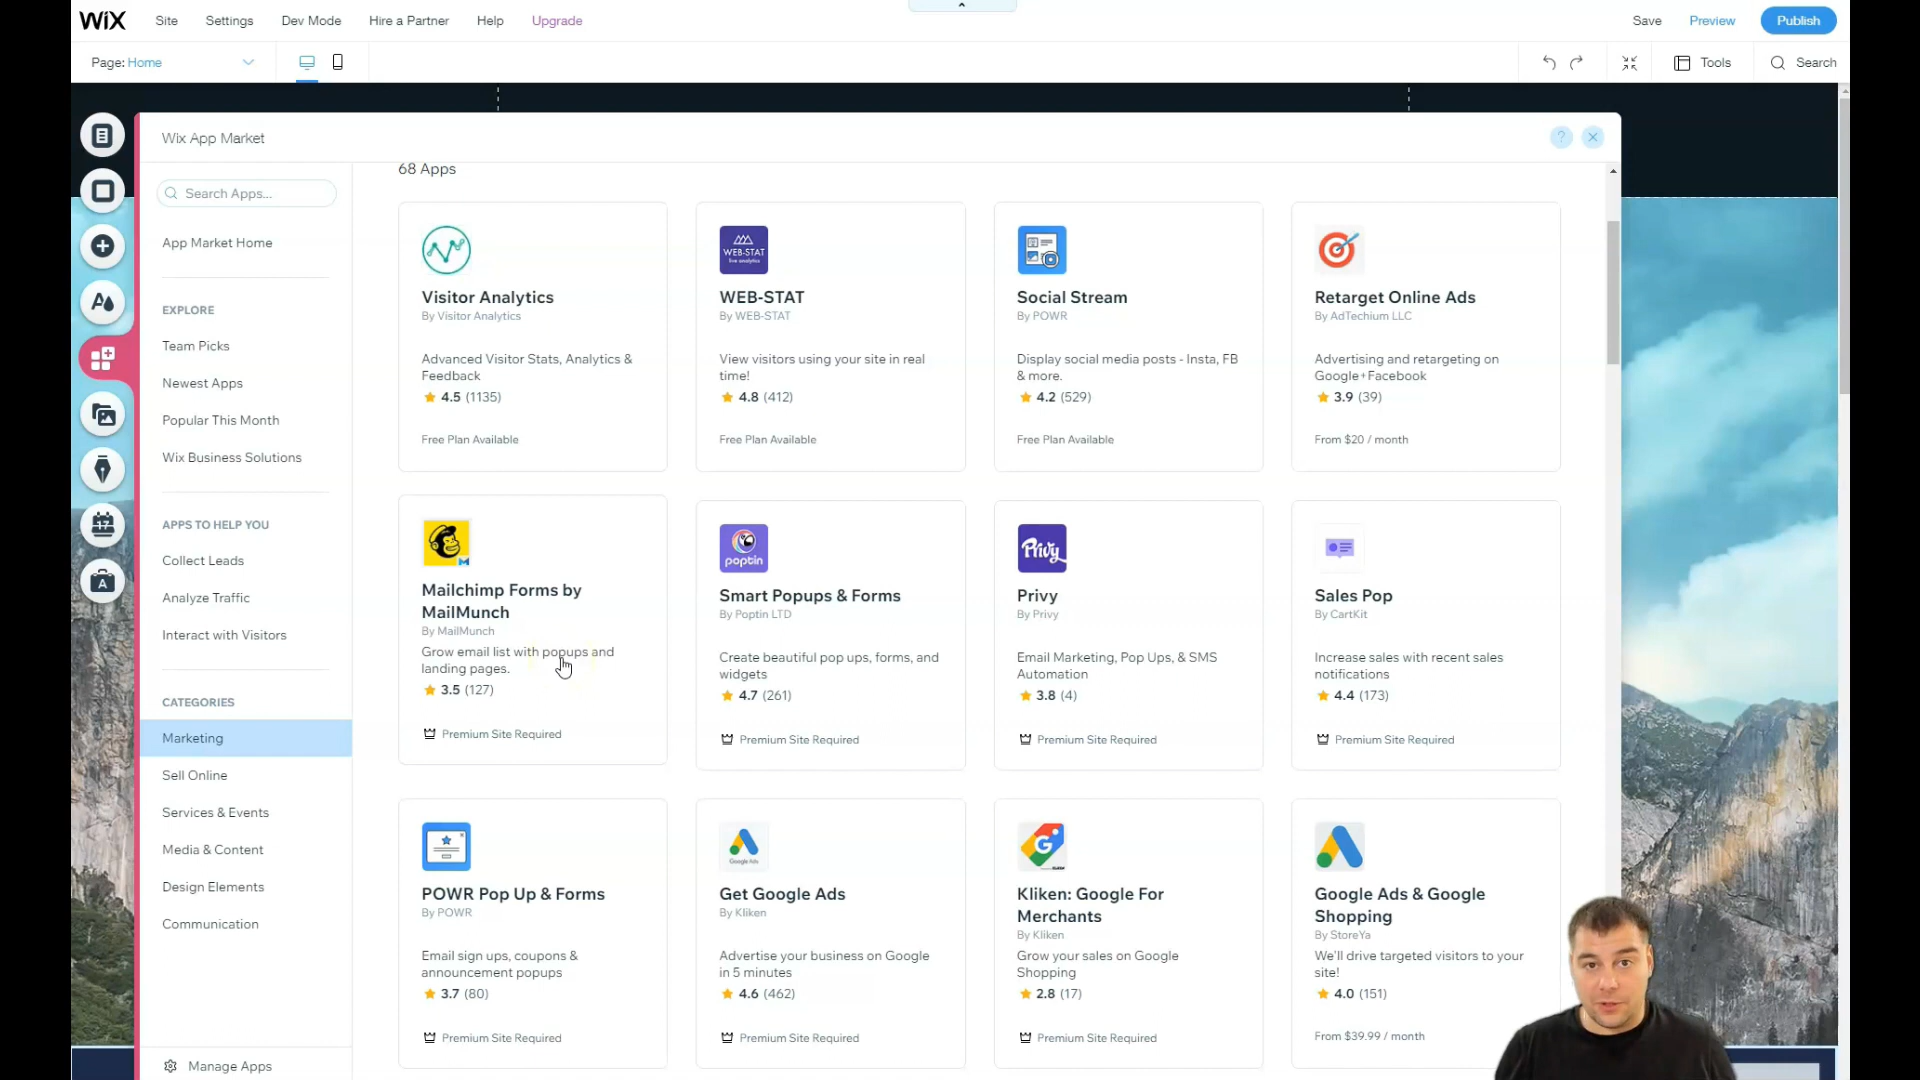 WiX Site Settings Dev Mode Hire a Partner Help Upgrade Save Preview Publish
Page: Home Tools Search
Wix App Market
?
Search Apps...
App Market Home
EXPLORE
Team Picks
Newest Apps
Popular This Month
Wix Business Solutions
APPS TO HELP YOU
Collect Leads
Analyze Traffic
Interact with Visitors
CATEGORIES
Marketing
Sell Online
Services & Events
Media & Content
Design Elements
Communication
Manage Apps
68 Apps
Visitor Analytics
By Visitor Analytics
Advanced Visitor Stats, Analytics &
Feedback
4.5 (1135)
Free Plan Available
WEB-STAT
live analytics
WEB-STAT
By WEB-STAT
View visitors using your site in real
time!
4.8 (412)
Free Plan Available
Social Stream
By POWR
Display social media posts - Insta, FB
& more.
4.2 (529)
Free Plan Available
Retarget Online Ads
By AdTechium LLC
Advertising and retargeting on
Google+Facebook
3.9 (39)
From $20 / month
Mailchimp Forms by
MailMunch
By MailMunch
Grow email list with popups and
landing pages.
3.5 (127)
Premium Site Required
poptin
Smart Popups & Forms
By Poptin LTD
Create beautiful pop ups, forms, and
widgets
4.7 (261)
Premium Site Required
Privy
Privy
By Privy
Email Marketing, Pop Ups, & SMS
Automation
3.8 (4)
Premium Site Required
Sales Pop
By CartKit
Increase sales with recent sales
notifications
4.4 (173)
Premium Site Required
POWR Pop Up & Forms
By POWR
Email sign ups, coupons &
announcement popups
3.7 (80)
Premium Site Required
Google Ads
Get Google Ads
By Kliken
Advertise your business on Google
in 5 minutes
4.6 (462)
Premium Site Required
G
Kliken: Google For
Merchants
By Kliken
Grow your sales on Google
Shopping
2.8 (17)
Premium Site Required
Google Ads & Google
Shopping
By StoreYa
We'll drive targeted visitors to your
site!
4.0 (151)
From $39.99 / month
A
17
A